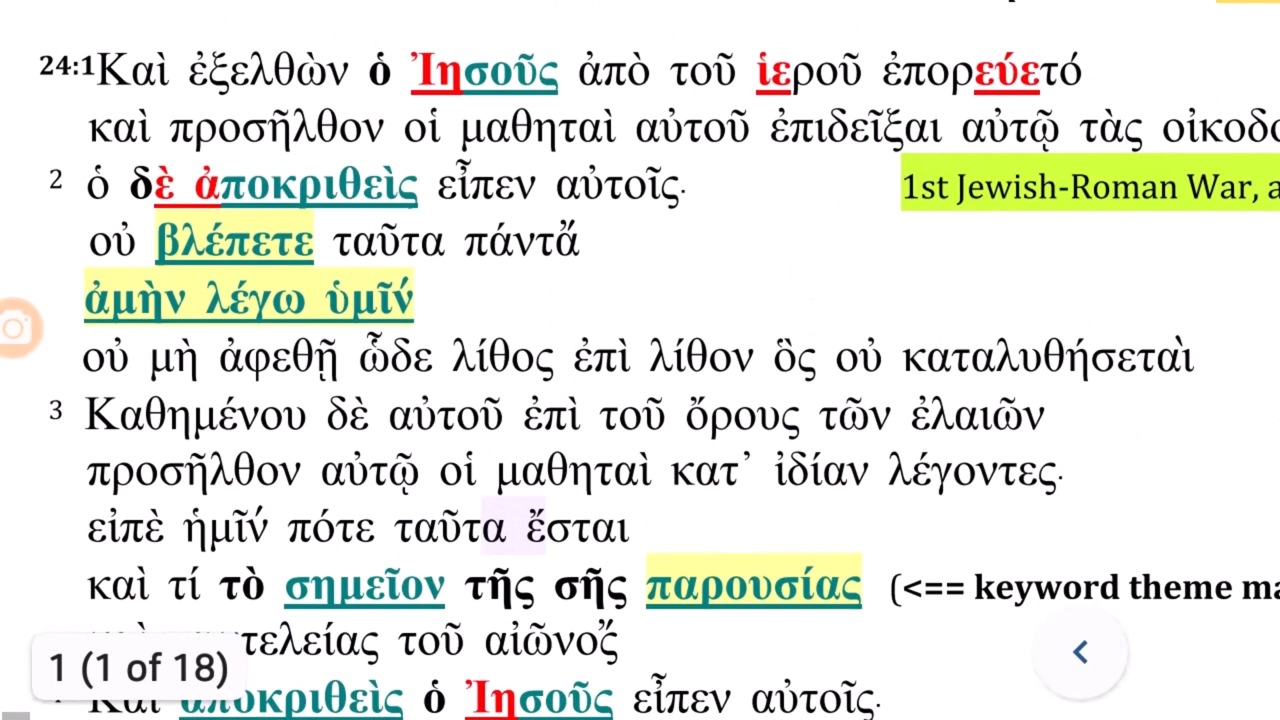 24:1 Καὶ ἐξελθὼν ὁ Ἰησοῦς ἀπὸ τοῦ ἱεροῦ ἐπορεύετό
καὶ προσῆλθον οἱ μαθηταὶ αὐτοῦ ἐπιδεῖξαι αὐτῷ τὰς
2 ὁ δὲ ἀποκριθεὶς εἶπεν αὐτοῖς· 1st Jewish-Roman War,
οὐ βλέπετε ταῦτα πάντἄ
ἀμὴν λέγω ὑμῖν́
οὐ μὴ ἀφεθῇ ὧδε λίθος ἐπὶ λίθον ὃς οὐ καταλυθήσεταὶ
3 Καθημένου δὲ αὐτοῦ ἐπὶ τοῦ ὄρους τῶν ἐλαιῶν
προσῆλθον αὐτῷ οἱ μαθηταὶ κατ’ ἰδίαν λέγοντες·
εἰπὲ ἡμῖν́ πότε ταῦτα ἔσται
καὶ τί τὸ σημεῖον τῆς σῆς παρουσίας (<== keyword theme
τελείας τοῦ αἰῶνο̋ς
1 (1 of 18)
ἀποκριθεὶς ὁ Ἰησοῦς εἶπεν αὐτοῖς·